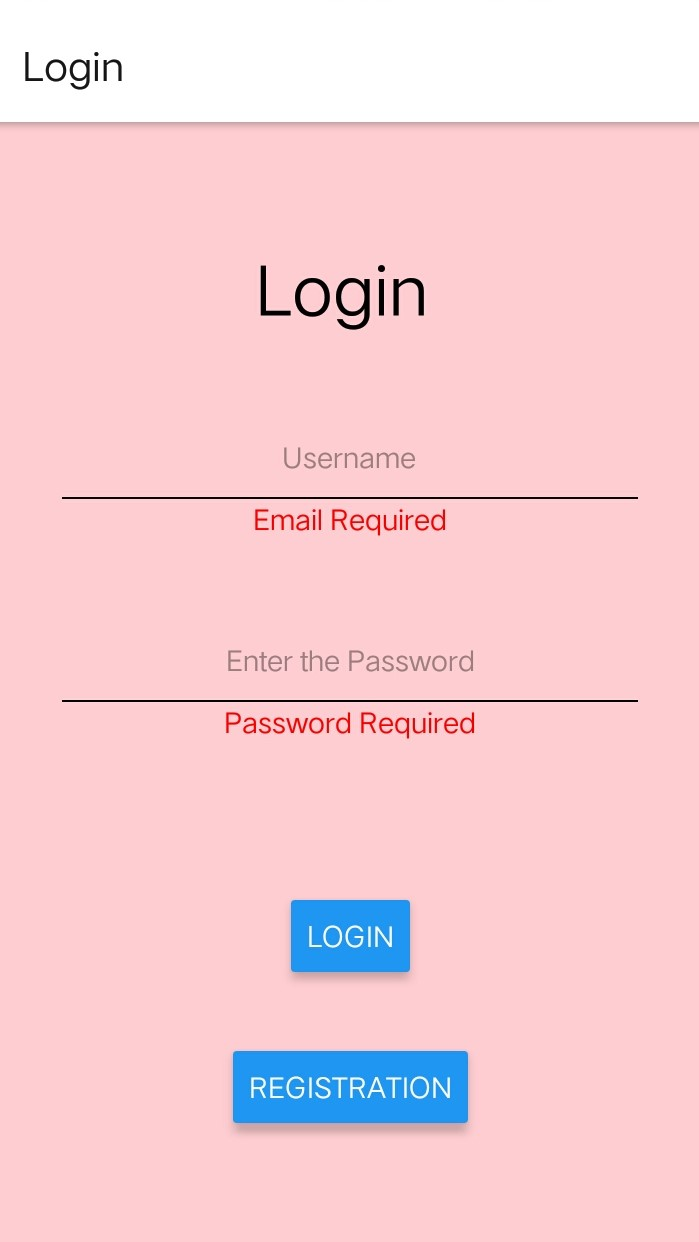 Login
Login
Username
Email Required
Enter the Password
Password Required
LOGIN
REGISTRATION